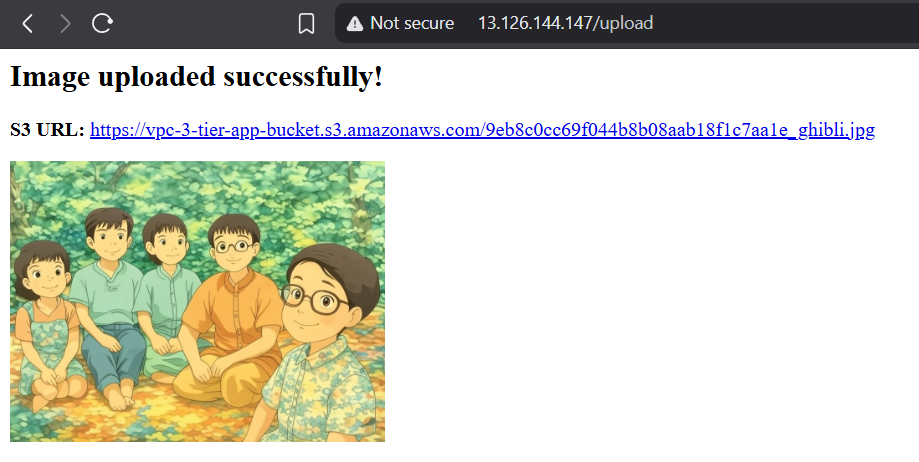 Not secure 13.126.144.147/upload
Image uploaded successfully!
S3 URL: https://vpc-3-tier-app-bucket.s3.amazonaws.com/9eb8c0cc69f044b8b08aab18f1c7aa1e_ghibli.jpg